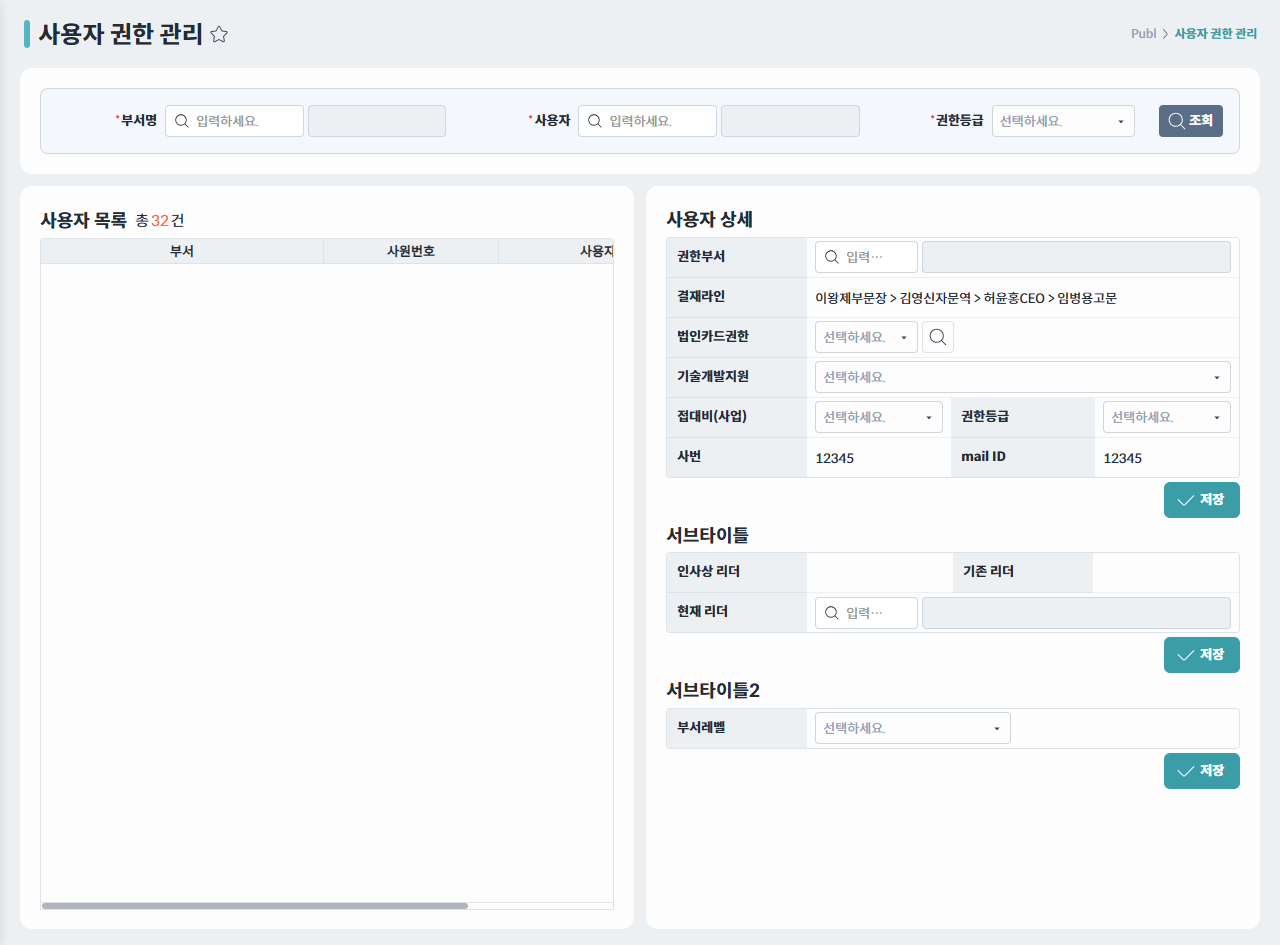 사용자 권한 관리
Publ > 사용자 권한 관리
*부서명 입력하세요. *사용자 입력하세요. *권한등급 선택하세요. 조회
사용자 목록 총32건
부서 사원번호 사용자
사용자 상세
권한부서 입력…
결재라인 이왕제부문장 > 김영신자문역 > 허윤홍CEO > 임병용고문
법인카드권한 선택하세요.
기술개발지원 선택하세요.
접대비(사업) 선택하세요. 권한등급 선택하세요.
사번 12345 mail ID 12345
저장
서브타이틀
인사상 리더 기존 리더
현재 리더 입력…
저장
서브타이틀2
부서레벨 선택하세요.
저장